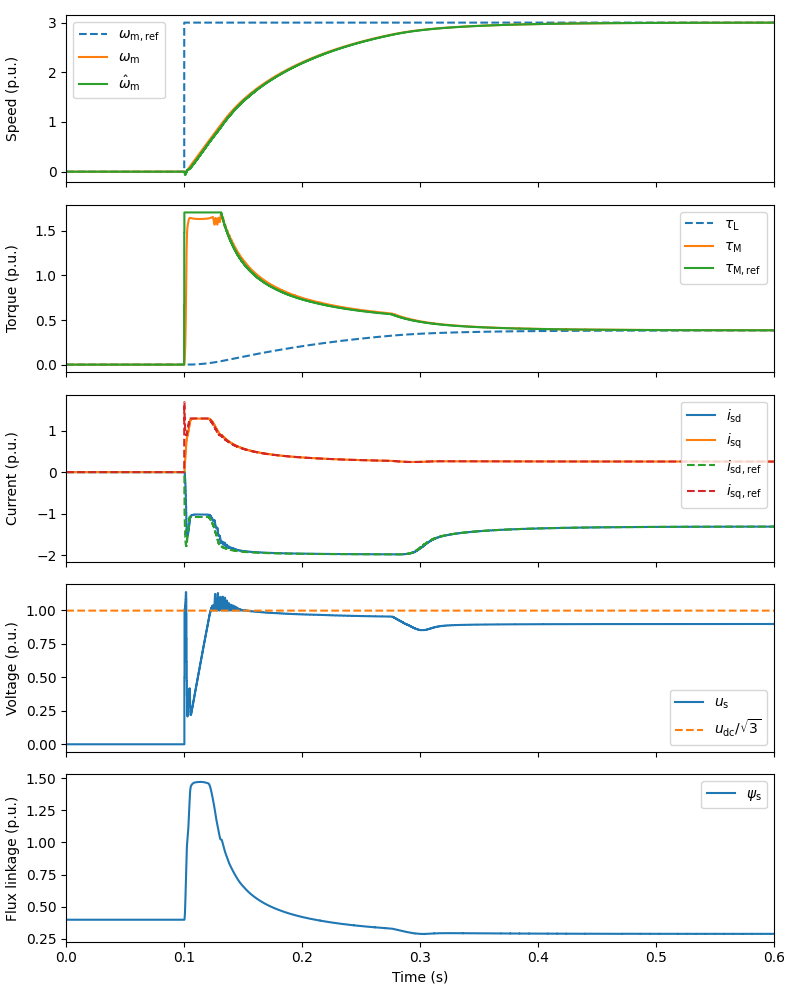 Speed (p.u.)
3
2
1
0
ω_m,ref
ω_m
ω̂_m
Torque (p.u.)
1.5
1.0
0.5
0.0
τ_L
τ_M
τ_M,ref
Current (p.u.)
1
0
−1
−2
i_sd
i_sq
i_sd,ref
i_sq,ref
Voltage (p.u.)
1.00
0.75
0.50
0.25
0.00
u_s
u_dc/√3
Flux linkage (p.u.)
1.50
1.25
1.00
0.75
0.50
0.25
ψ_s
0.0 0.1 0.2 0.3 0.4 0.5 0.6
Time (s)